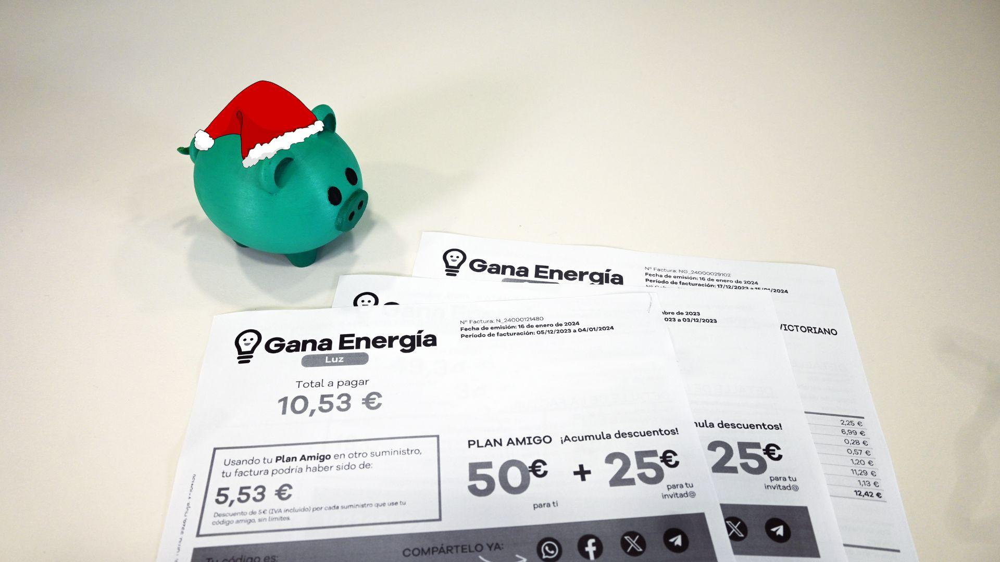 Gana Energía
Nº Factura: NG_24000029102
Fecha de emisión: 16 de enero de 2024
Período de facturación: 17/12/2023 a 15/01/2024
VICTORIANO
2,25 €
6,99 €
0,28 €
0,57 €
1,20 €
11,29 €
1,13 €
12,42 €
bre de 2023
023 a 03/12/2023
ula descuentos!
25€
para tu
invitad@
Gana Energía
Luz
Nº Factura: N_24000121480
Fecha de emisión: 16 de enero de 2024
Período de facturación: 05/12/2023 a 04/01/2024
Total a pagar
10,53 €
Usando tu Plan Amigo en otro suministro,
tu factura podría haber sido de:
5,53 €
Descuento de 5€ (IVA incluido) por cada suministro que use tu
código amigo, sin límites.
PLAN AMIGO ¡Acumula descuentos!
50€ + 25€
para ti
para tu
invitad@
COMPÁRTELO YA:
Tu código es: